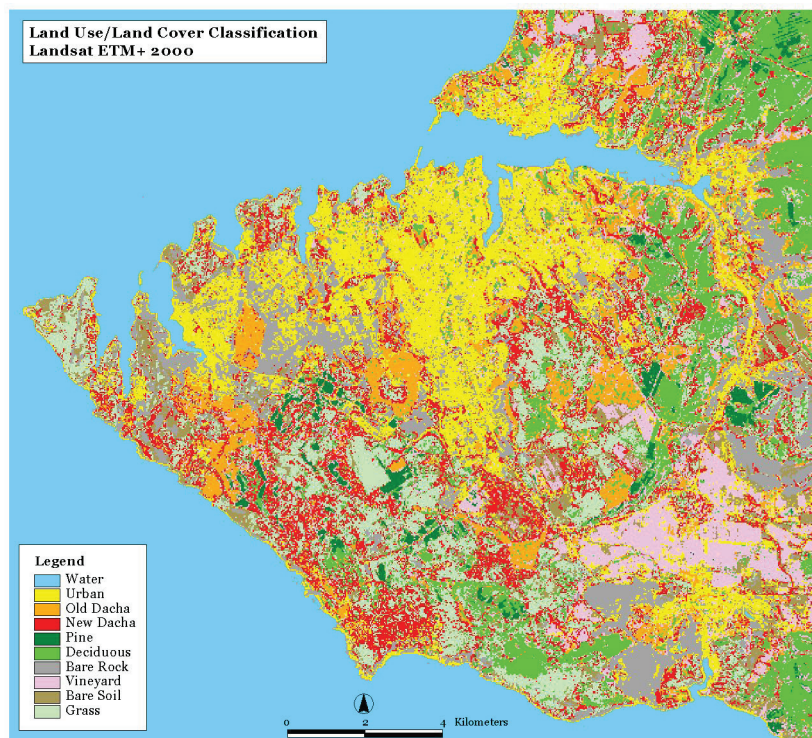 Land Use/Land Cover Classification
Landsat ETM+ 2000
Legend
Water
Urban
Old Dacha
New Dacha
Pine
Deciduous
Bare Rock
Vineyard
Bare Soil
Grass
0 2 4 Kilometers